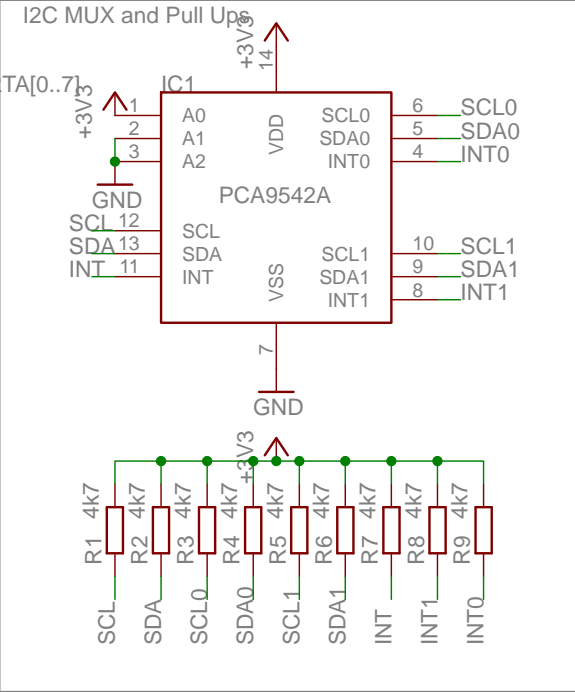 I2C MUX and Pull Ups
+3V3
14
RTA[0..7]
+3V3
IC1
1 A0
2 A1
3 A2
GND
VDD
SCL0 6 SCL0
SDA0 5 SDA0
INT0 4 INT0
PCA9542A
SCL 12 SCL
SDA 13 SDA
INT 11 INT
SCL1 10 SCL1
SDA1 9 SDA1
INT1 8 INT1
VSS
7
GND
+3V3
4k7 4k7 4k7 4k7 4k7 4k7 4k7 4k7 4k7
R1 R2 R3 R4 R5 R6 R7 R8 R9
SCL SDA SCL0 SDA0 SCL1 SDA1 INT INT1 INT0